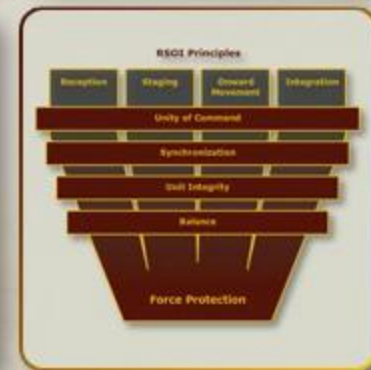 RSOI Principles
Reception
Staging
Onward
Movement
Integration
Unity of Command
Synchronization
Unit Integrity
Balance
Force Protection